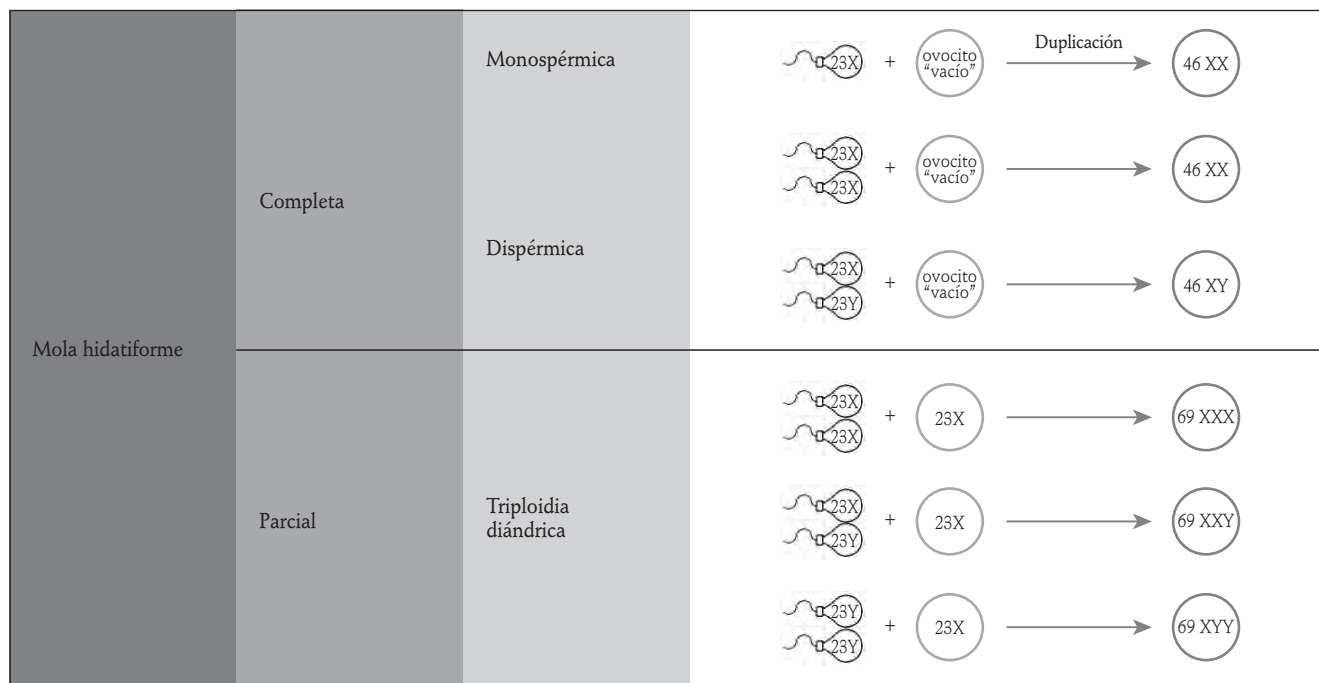 Mola hidatiforme
Completa
Monospérmica
23X + ovocito "vacío" Duplicación 46 XX
Dispérmica
23X 23X + ovocito "vacío" 46 XX
23X 23Y + ovocito "vacío" 46 XY
Parcial
Triploidia
diándrica
23X 23X + 23X 69 XXX
23X 23Y + 23X 69 XXY
23Y 23Y + 23X 69 XYY